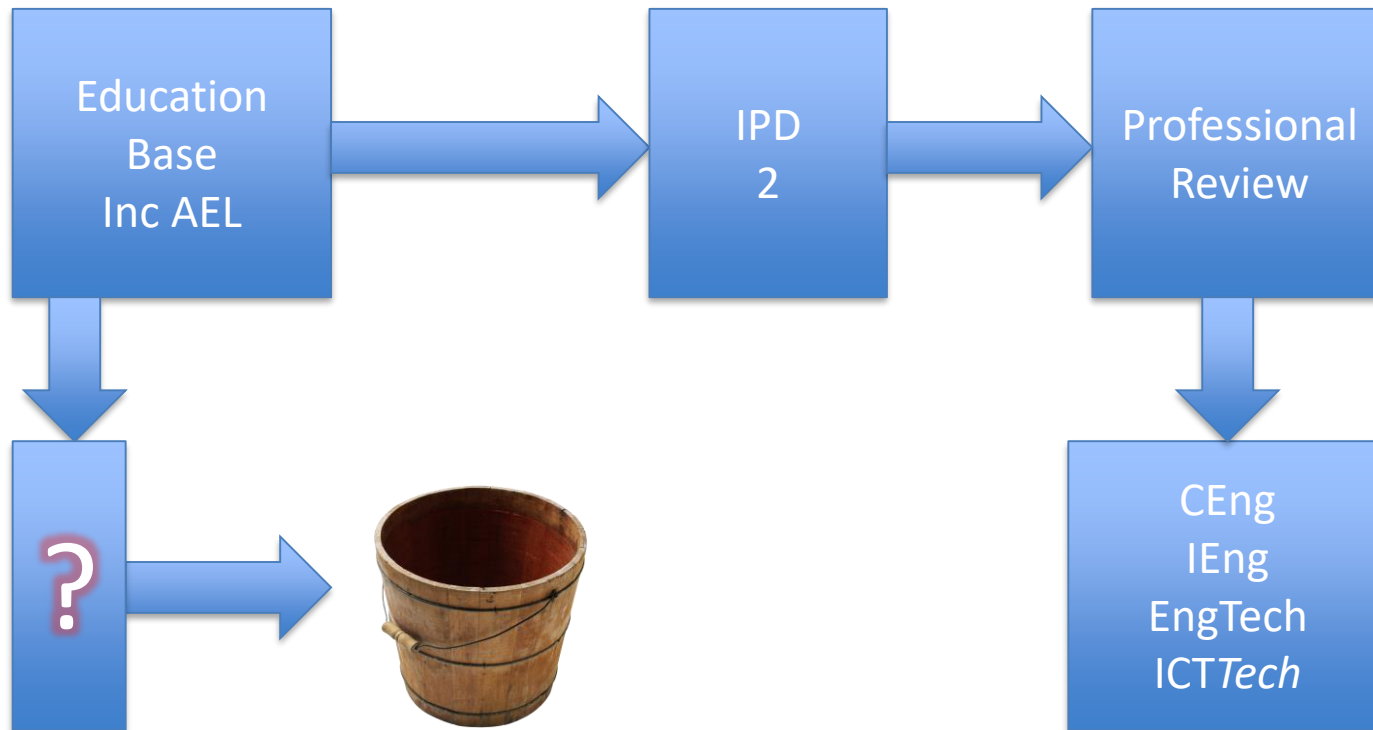 Education
Base
Inc AEL
IPD
2
Professional
Review
?
CEng
IEng
EngTech
ICTTech